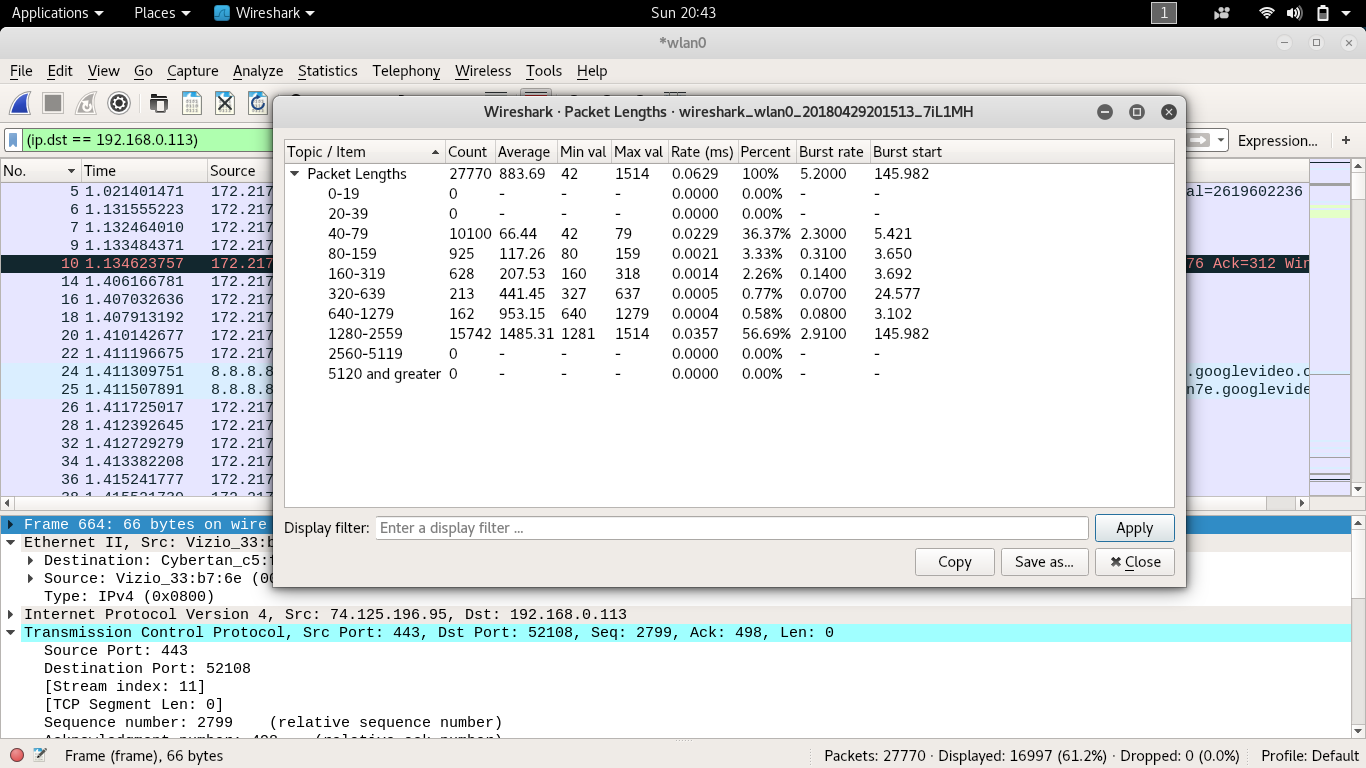 Applications Places Wireshark Sun 20:43 1
*wlan0
File Edit View Go Capture Analyze Statistics Telephony Wireless Tools Help
Wireshark · Packet Lengths · wireshark_wlan0_20180429201513_7iL1MH
(ip.dst == 192.168.0.113) Expression... +
Topic / Item Count Average Min val Max val Rate (ms) Percent Burst rate Burst start
Packet Lengths 27770 883.69 42 1514 0.0629 100% 5.2000 145.982
0-19 0 - - - 0.0000 0.00% - -
20-39 0 - - - 0.0000 0.00% - -
40-79 10100 66.44 42 79 0.0229 36.37% 2.3000 5.421
80-159 925 117.26 80 159 0.0021 3.33% 0.3100 3.650
160-319 628 207.53 160 318 0.0014 2.26% 0.1400 3.692
320-639 213 441.45 327 637 0.0005 0.77% 0.0700 24.577
640-1279 162 953.15 640 1279 0.0004 0.58% 0.0800 3.102
1280-2559 15742 1485.31 1281 1514 0.0357 56.69% 2.9100 145.982
2560-5119 0 - - - 0.0000 0.00% - -
5120 and greater 0 - - - 0.0000 0.00% - -
Display filter: Enter a display filter ... Apply
Copy Save as... Close
No. Time Source
5 1.021401471 172.217 al=2619602236
6 1.131555223 172.217
7 1.132464010 172.217
9 1.133484371 172.217
10 1.134623757 172.217 76 Ack=312 Win
14 1.406166781 172.217
16 1.407032636 172.217
18 1.407913192 172.217
20 1.410142677 172.217
22 1.411196675 172.217
24 1.411309751 8.8.8.8 .googlevideo.c
25 1.411507891 8.8.8.8 n7e.googlevide
26 1.411725017 172.217
28 1.412392645 172.217
32 1.412729279 172.217
34 1.413382208 172.217
36 1.415241777 172.217
Frame 664: 66 bytes on wire
Ethernet II, Src: Vizio_33:b
Destination: Cybertan_c5:
Source: Vizio_33:b7:6e (00
Type: IPv4 (0x0800)
Internet Protocol Version 4, Src: 74.125.196.95, Dst: 192.168.0.113
Transmission Control Protocol, Src Port: 443, Dst Port: 52108, Seq: 2799, Ack: 498, Len: 0
Source Port: 443
Destination Port: 52108
[Stream index: 11]
[TCP Segment Len: 0]
Sequence number: 2799 (relative sequence number)
Frame (frame), 66 bytes Packets: 27770 · Displayed: 16997 (61.2%) · Dropped: 0 (0.0%) Profile: Default